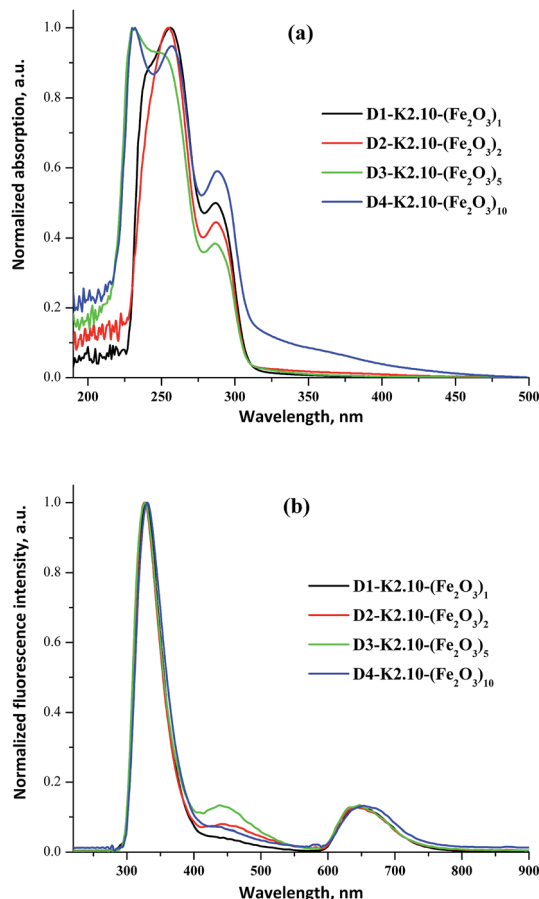 (a)
Normalized absorption, a.u.
1.0
0.8
0.6
0.4
0.2
0.0
D1-K2.10-(Fe₂O₃)₁
D2-K2.10-(Fe₂O₃)₂
D3-K2.10-(Fe₂O₃)₅
D4-K2.10-(Fe₂O₃)₁₀
200 250 300 350 400 450 500
Wavelength, nm
(b)
Normalized fluorescence intensity, a.u.
1.0
0.8
0.6
0.4
0.2
0.0
D1-K2.10-(Fe₂O₃)₁
D2-K2.10-(Fe₂O₃)₂
D3-K2.10-(Fe₂O₃)₅
D4-K2.10-(Fe₂O₃)₁₀
300 400 500 600 700 800 900
Wavelength, nm